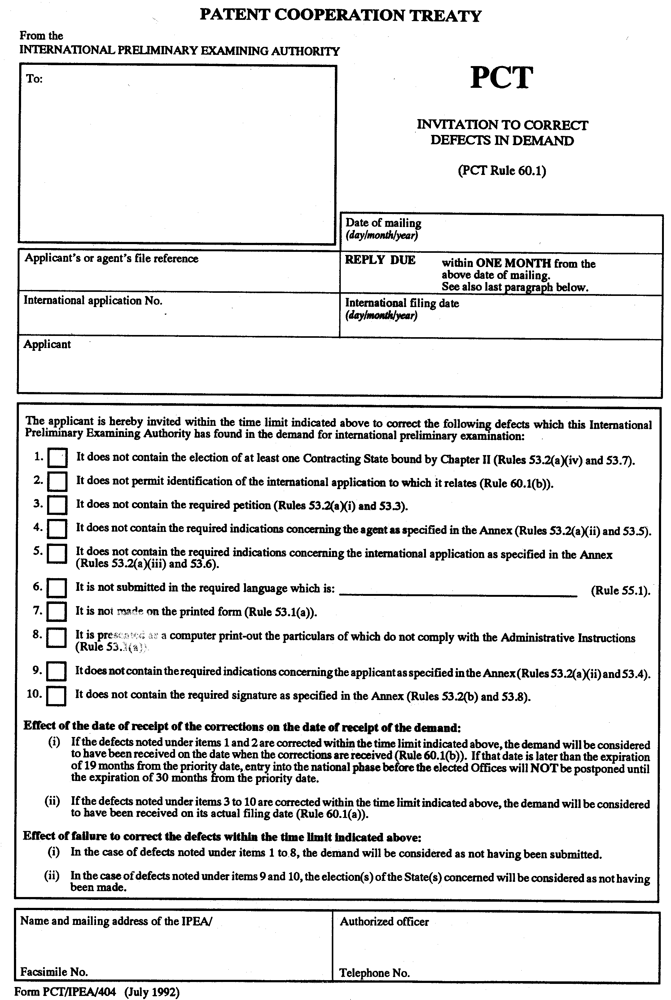 PATENT COOPERATION TREATY
From the
INTERNATIONAL PRELIMINARY EXAMINING AUTHORITY
To:
PCT
INVITATION TO CORRECT
DEFECTS IN DEMAND
(PCT Rule 60.1)
Date of mailing
(day/month/year)
Applicant's or agent's file reference
REPLY DUE within ONE MONTH from the
above date of mailing.
See also last paragraph below.
International application No.
International filing date
(day/month/year)
Applicant
The applicant is hereby invited within the time limit indicated above to correct the following defects which this International
Preliminary Examining Authority has found in the demand for international preliminary examination:
1. It does not contain the election of at least one Contracting State bound by Chapter II (Rules 53.2(a)(iv) and 53.7).
2. It does not permit identification of the international application to which it relates (Rule 60.1(b)).
3. It does not contain the required petition (Rules 53.2(a)(i) and 53.3).
4. It does not contain the required indications concerning the agent as specified in the Annex (Rules 53.2(a)(ii) and 53.5).
5. It does not contain the required indications concerning the international application as specified in the Annex
(Rules 53.2(a)(iii) and 53.6).
6. It is not submitted in the required language which is: (Rule 55.1).
7. It is not made on the printed form (Rule 53.1(a)).
8. It is presented as a computer print-out the particulars of which do not comply with the Administrative Instructions
(Rule 53.1(a)).
9. It does not contain the required indications concerning the applicant as specified in the Annex (Rules 53.2(a)(ii) and 53.4).
10. It does not contain the required signature as specified in the Annex (Rules 53.2(b) and 53.8).
Effect of the date of receipt of the corrections on the date of receipt of the demand:
(i) If the defects noted under items 1 and 2 are corrected within the time limit indicated above, the demand will be considered
to have been received on the date when the corrections are received (Rule 60.1(b)). If that date is later than the expiration
of 19 months from the priority date, entry into the national phase before the elected Offices will NOT be postponed until
the expiration of 30 months from the priority date.
(ii) If the defects noted under items 3 to 10 are corrected within the time limit indicated above, the demand will be considered
to have been received on its actual filing date (Rule 60.1(a)).
Effect of failure to correct the defects within the time limit indicated above:
(i) In the case of defects noted under items 1 to 8, the demand will be considered as not having been submitted.
(ii) In the case of defects noted under items 9 and 10, the election(s) of the State(s) concerned will be considered as not having
been made.
Name and mailing address of the IPEA/
Authorized officer
Facsimile No.
Telephone No.
Form PCT/IPEA/404 (July 1992)